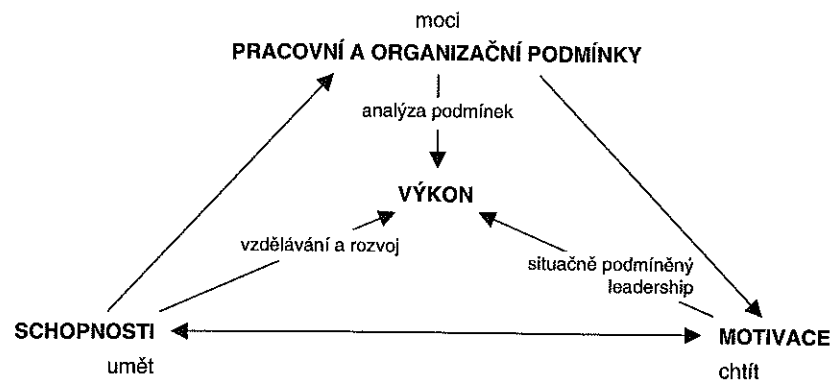 moci
PRACOVNÍ A ORGANIZAČNÍ PODMÍNKY
analýza podmínek
VÝKON
vzdělávání a rozvoj
situačně podmíněný
leadership
SCHOPNOSTI
MOTIVACE
umět
chtít